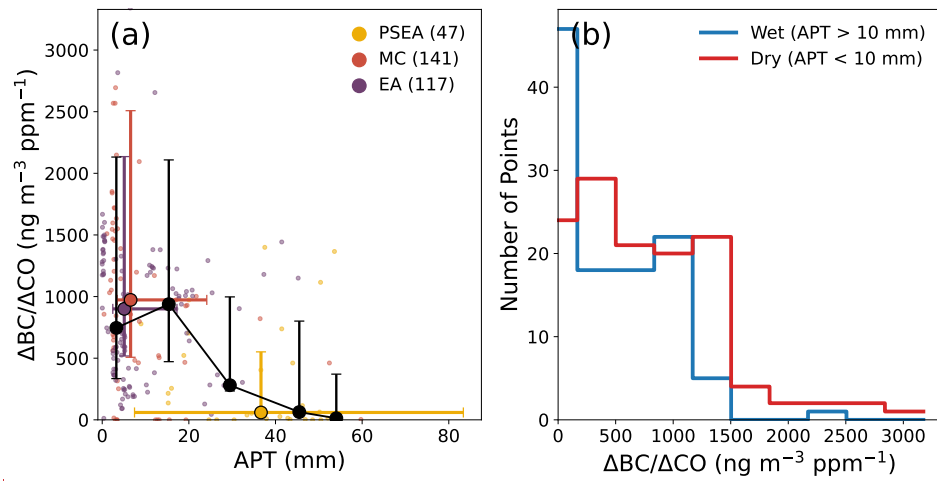 (a)
PSEA (47)
MC (141)
EA (117)
3000
2500
2000
1500
1000
500
0
ΔBC/ΔCO (ng m⁻³ ppm⁻¹)
0 20 40 60 80
APT (mm)
(b)
Wet (APT > 10 mm)
Dry (APT < 10 mm)
40
30
20
10
0
Number of Points
0 500 1000 1500 2000 2500 3000
ΔBC/ΔCO (ng m⁻³ ppm⁻¹)